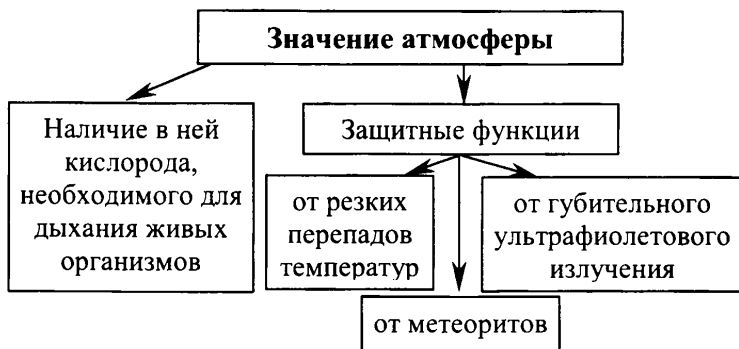 Значение атмосферы
Наличие в ней
кислорода,
необходимого для
дыхания живых
организмов
Защитные функции
от резких
перепадов
температур
от метеоритов
от губительного
ультрафиолетового
излучения